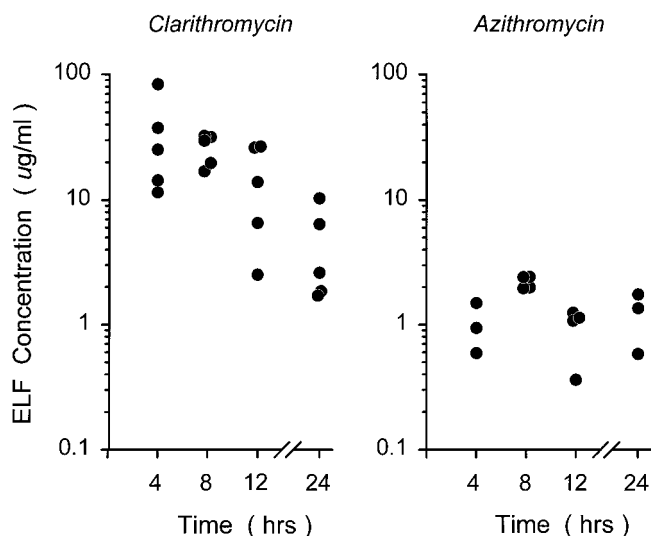 Clarithromycin
Azithromycin
ELF Concentration ( ug/ml )
100
10
1
0.1
4 8 12 24
Time ( hrs )
100
10
1
0.1
4 8 12 24
Time ( hrs )